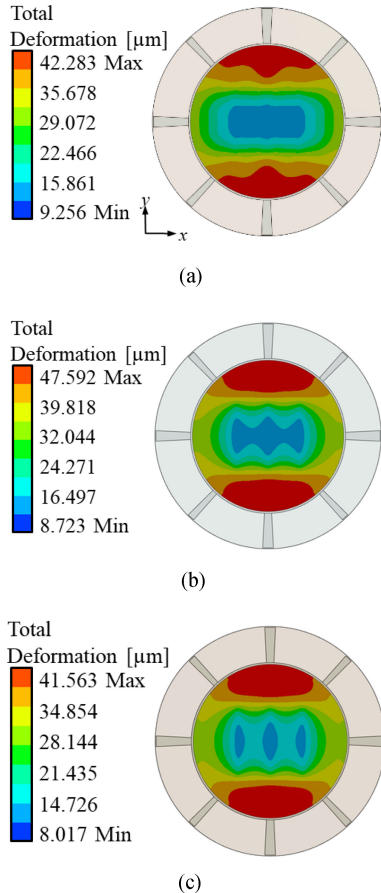 Total
Deformation [µm]
42.283 Max
35.678
29.072
22.466
15.861
9.256 Min
y
x
(a)
Total
Deformation [µm]
47.592 Max
39.818
32.044
24.271
16.497
8.723 Min
(b)
Total
Deformation [µm]
41.563 Max
34.854
28.144
21.435
14.726
8.017 Min
(c)